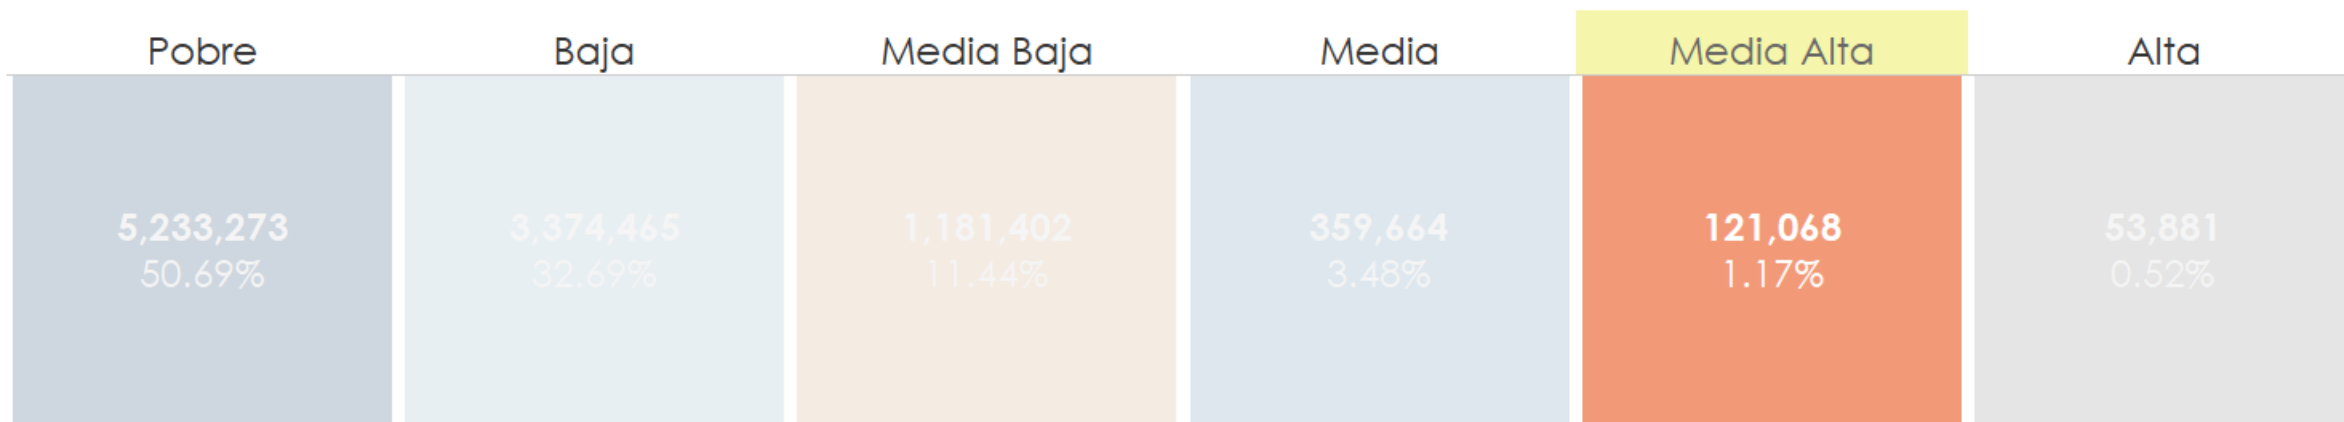 Pobre Baja Media Baja Media Media Alta Alta
5,233,273 3,374,465 1,181,402 359,664 121,068 53,881
50.69% 32.69% 11.44% 3.48% 1.17% 0.52%